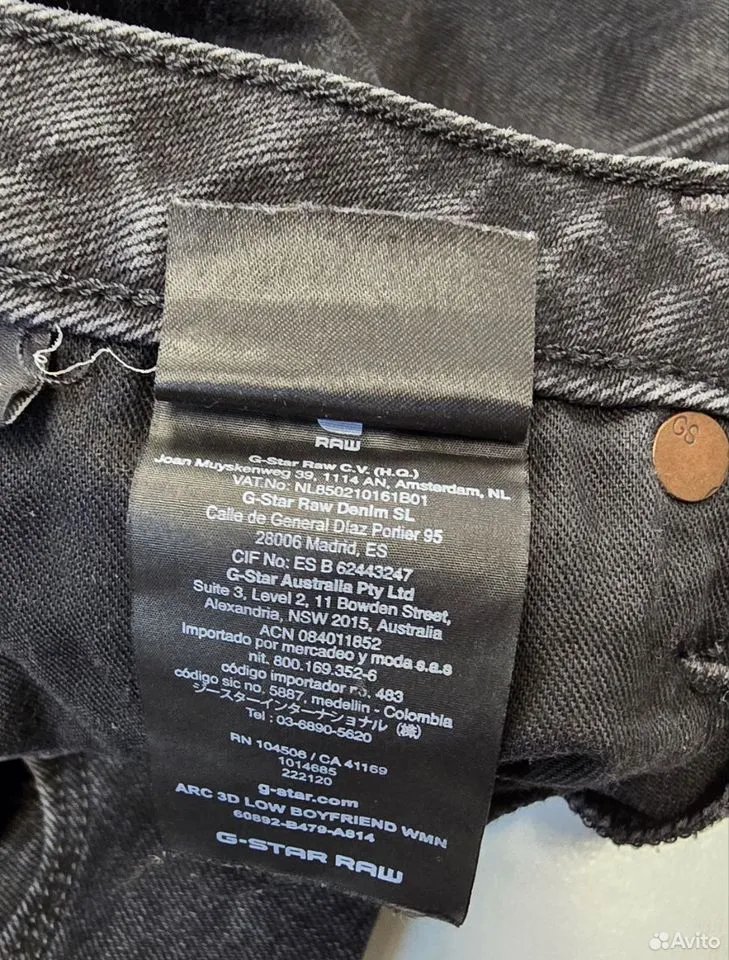 RAW
G-Star Raw C.V. (H.Q.)
Joan Muyskenweg 39, 1114 AN, Amsterdam, NL
VAT.No: NL850210161B01
G-Star Raw Denim SL
Calle de General Díaz Porlier 95
28006 Madrid, ES
CIF No: ES B 62443247
G-Star Australia Pty Ltd
Suite 3, Level 2, 11 Bowden Street,
Alexandria, NSW 2015, Australia
ACN 084011852
Importado por mercadeo y moda s.a.s
nit. 800.169.352-6
código importador no. 483
código sic no. 5887, medellin - Colombia
ジースターインターナショナル (株)
Tel : 03-6890-5620
RN 104506 / CA 41169
1014685
222120
g-star.com
ARC 3D LOW BOYFRIEND WMN
60892-B479-A814
G-STAR RAW
GS
Avito